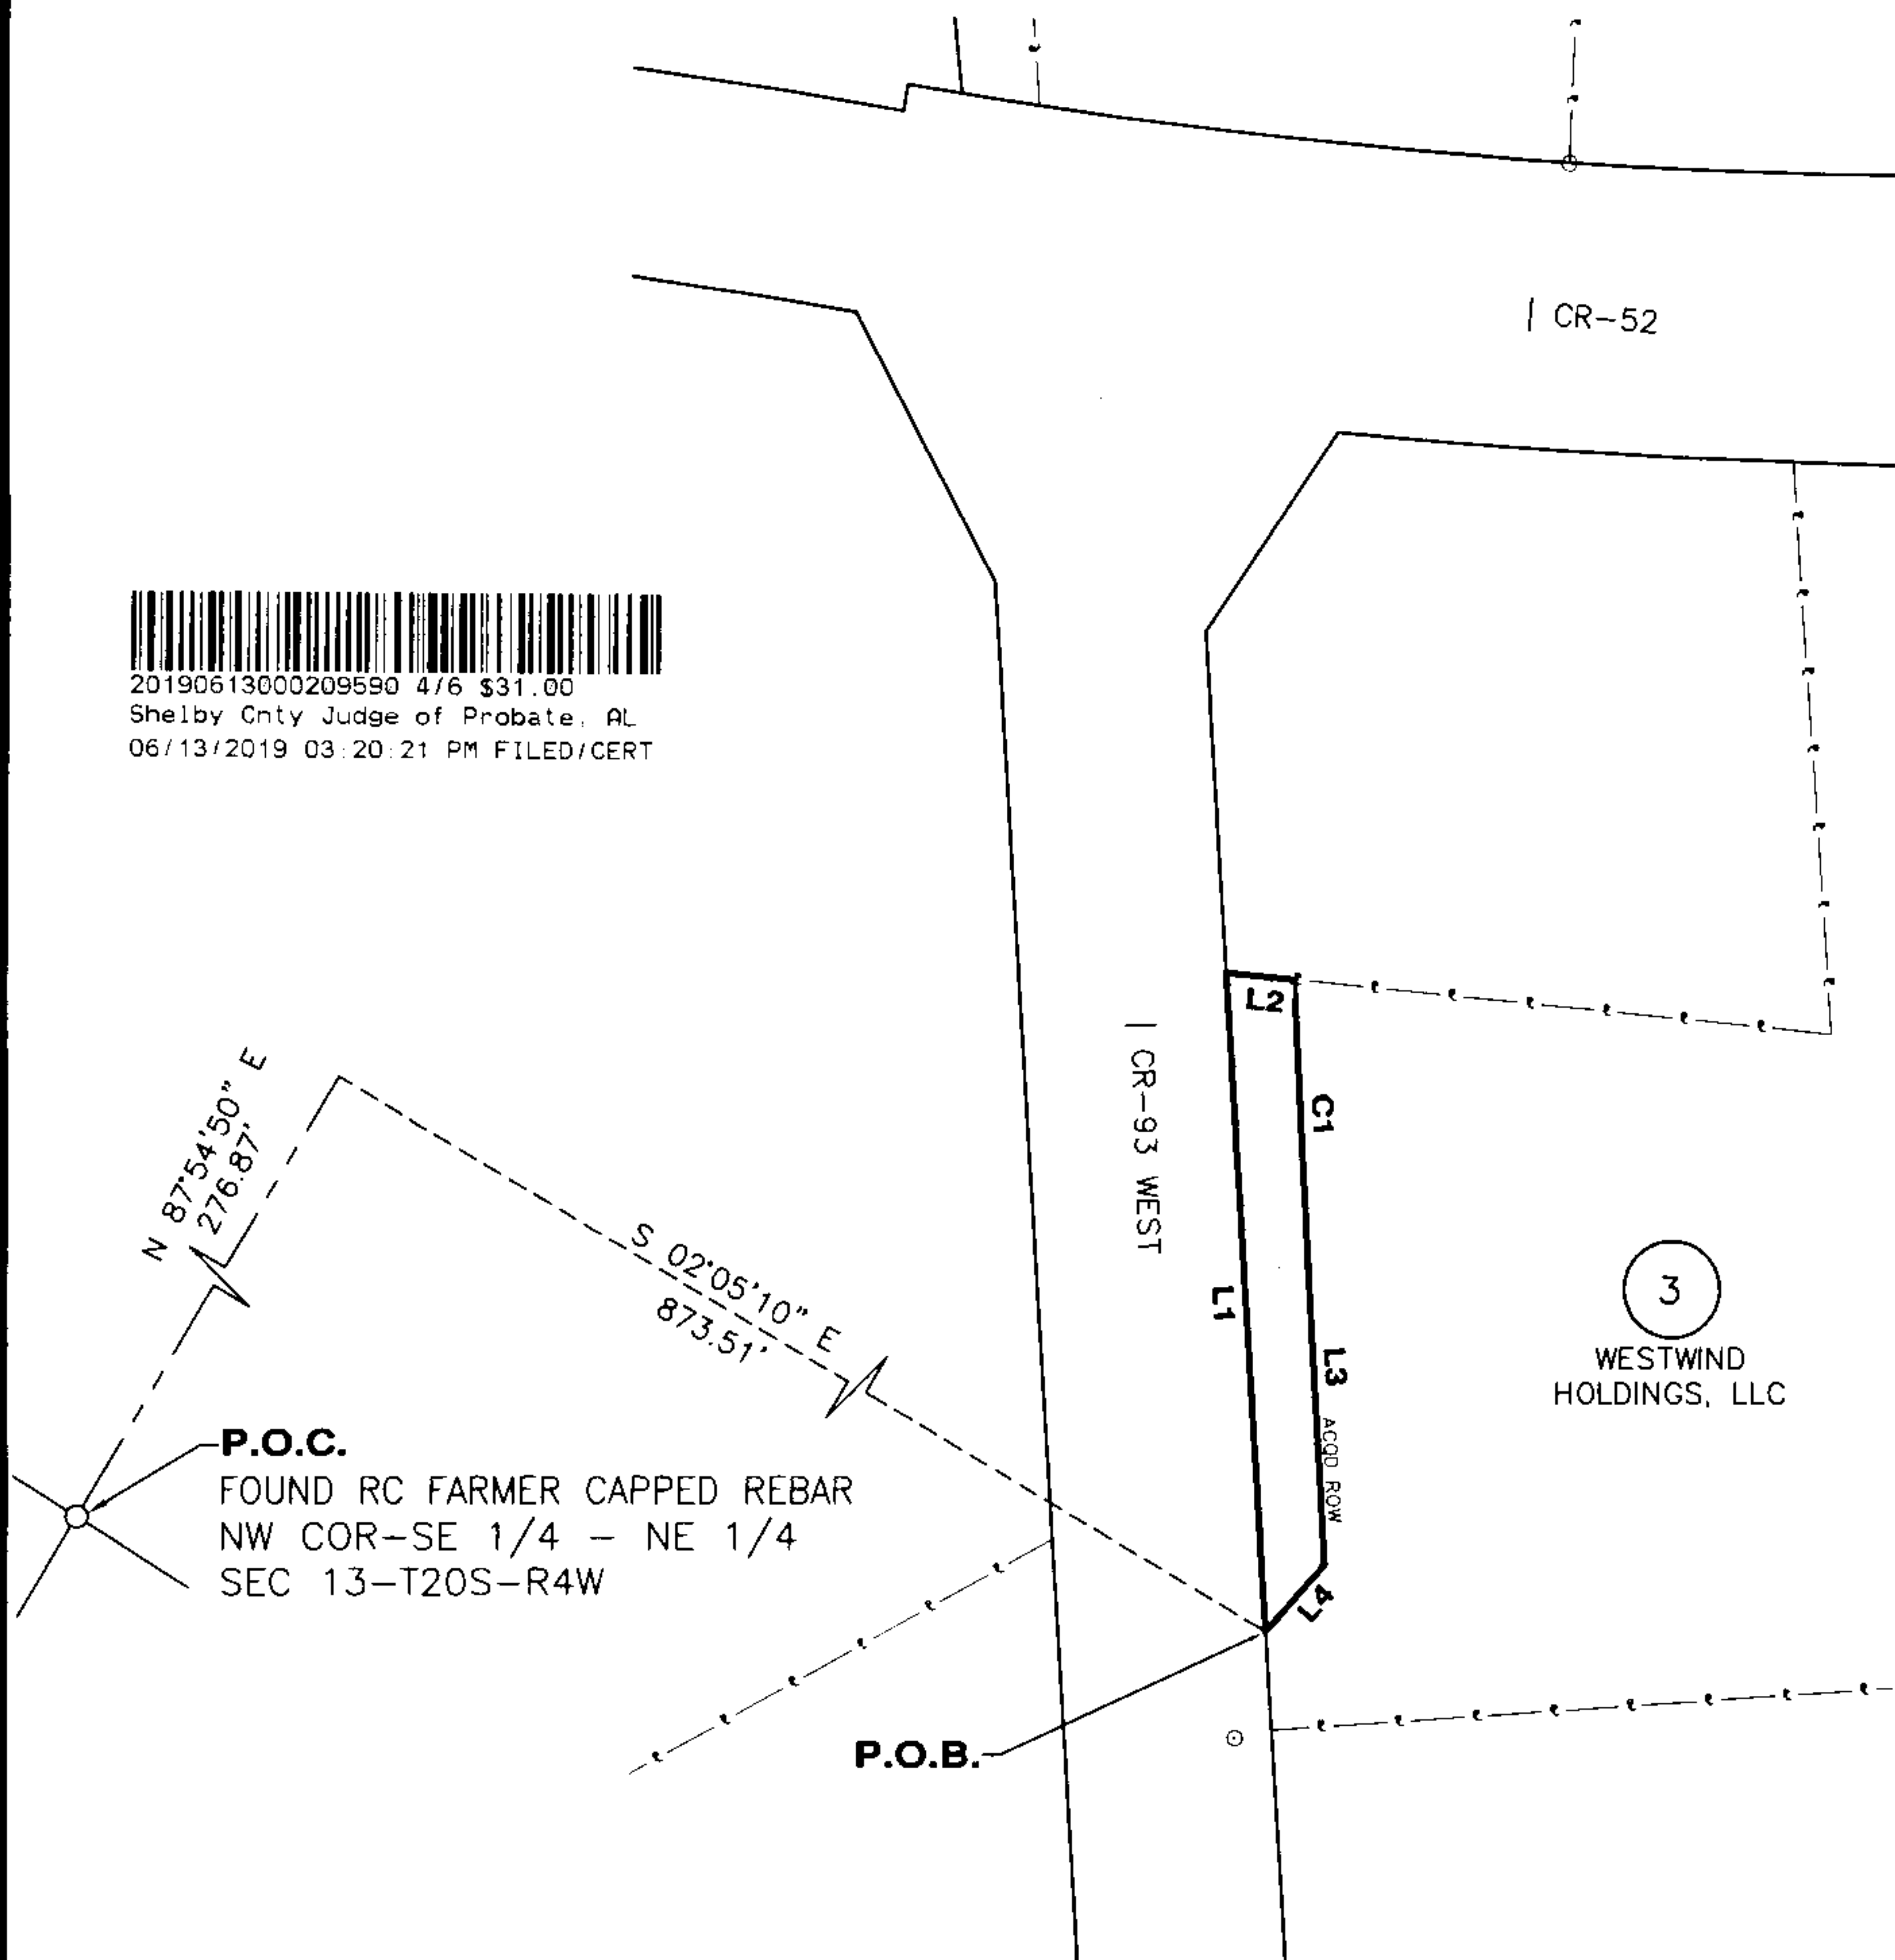 | CR-52
20190613000209590 4/6 $31.00
Shelby Cnty Judge of Probate, AL
06/13/2019 03:20:21 PM FILED/CERT
L2
| CR-93 WEST
C1
N 87°54'50" E
276.87'
S 02°05'10" E
873.51'
L1
L3
ACQD ROW
L4
3
WESTWIND
HOLDINGS, LLC
P.O.C.
FOUND RC FARMER CAPPED REBAR
NW COR-SE 1/4 - NE 1/4
SEC 13-T20S-R4W
P.O.B.